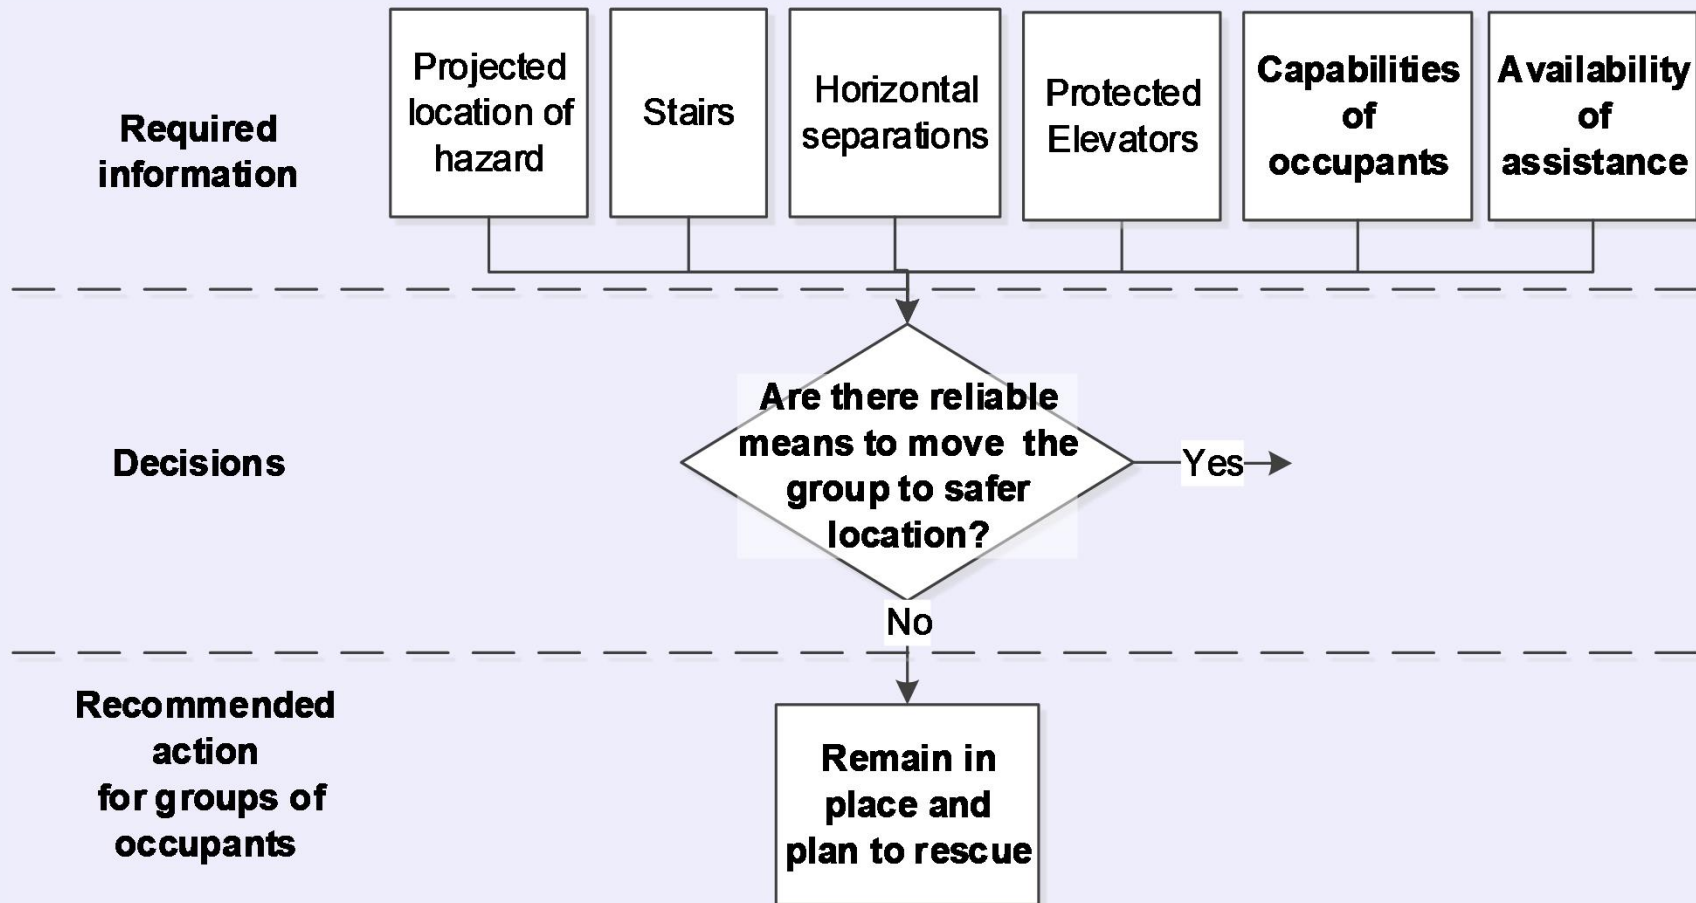 Required
information
Projected
location of
hazard
Stairs
Horizontal
separations
Protected
Elevators
Capabilities
of
occupants
Availability
of
assistance
Decisions
Are there reliable
means to move the
group to safer
location?
Yes
No
Recommended
action
for groups of
occupants
Remain in
place and
plan to rescue